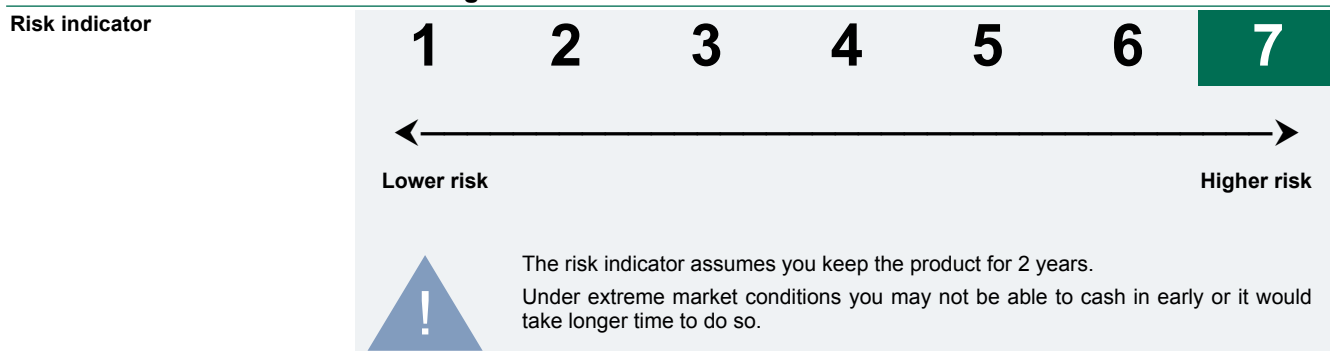 Risk indicator
1 2 3 4 5 6 7
Lower risk Higher risk
!
The risk indicator assumes you keep the product for 2 years.
Under extreme market conditions you may not be able to cash in early or it would
take longer time to do so.